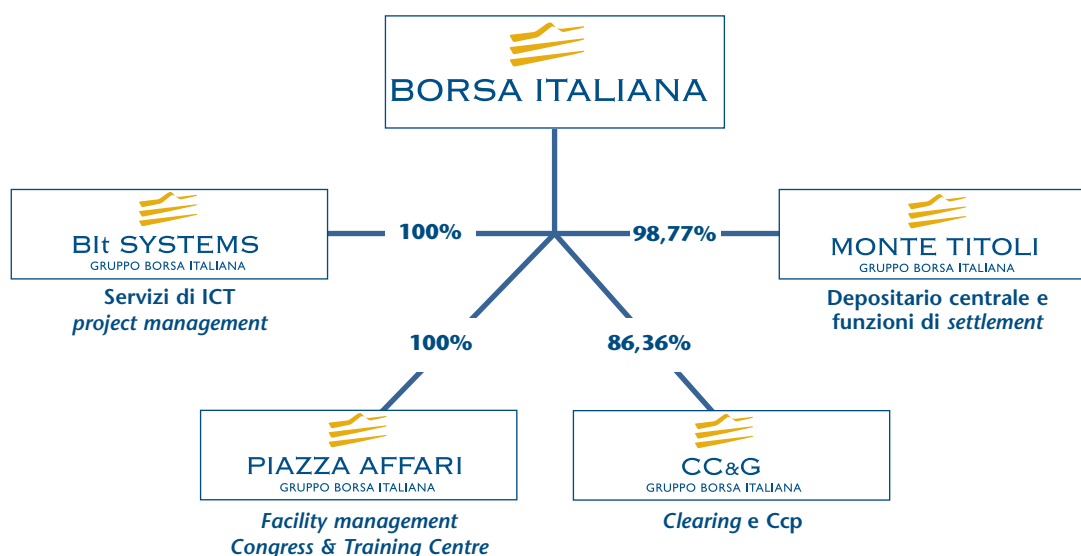 BORSA ITALIANA
BIt SYSTEMS
GRUPPO BORSA ITALIANA
Servizi di ICT
project management
100%
98,77%
MONTE TITOLI
GRUPPO BORSA ITALIANA
Depositario centrale e
funzioni di settlement
100%
86,36%
PIAZZA AFFARI
GRUPPO BORSA ITALIANA
Facility management
Congress & Training Centre
CC&G
GRUPPO BORSA ITALIANA
Clearing e Ccp